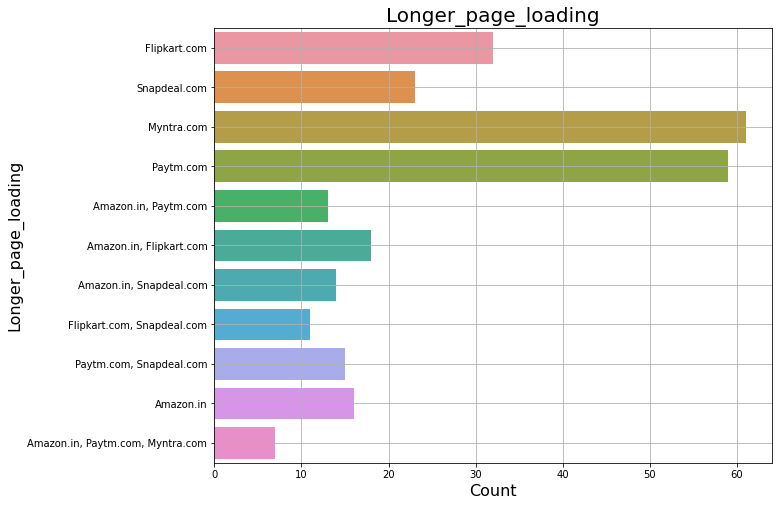 Longer_page_loading
Flipkart.com
Snapdeal.com
Myntra.com
Paytm.com
Amazon.in, Paytm.com
Amazon.in, Flipkart.com
Amazon.in, Snapdeal.com
Flipkart.com, Snapdeal.com
Paytm.com, Snapdeal.com
Amazon.in
Amazon.in, Paytm.com, Myntra.com
Longer_page_loading
0 10 20 30 40 50 60
Count